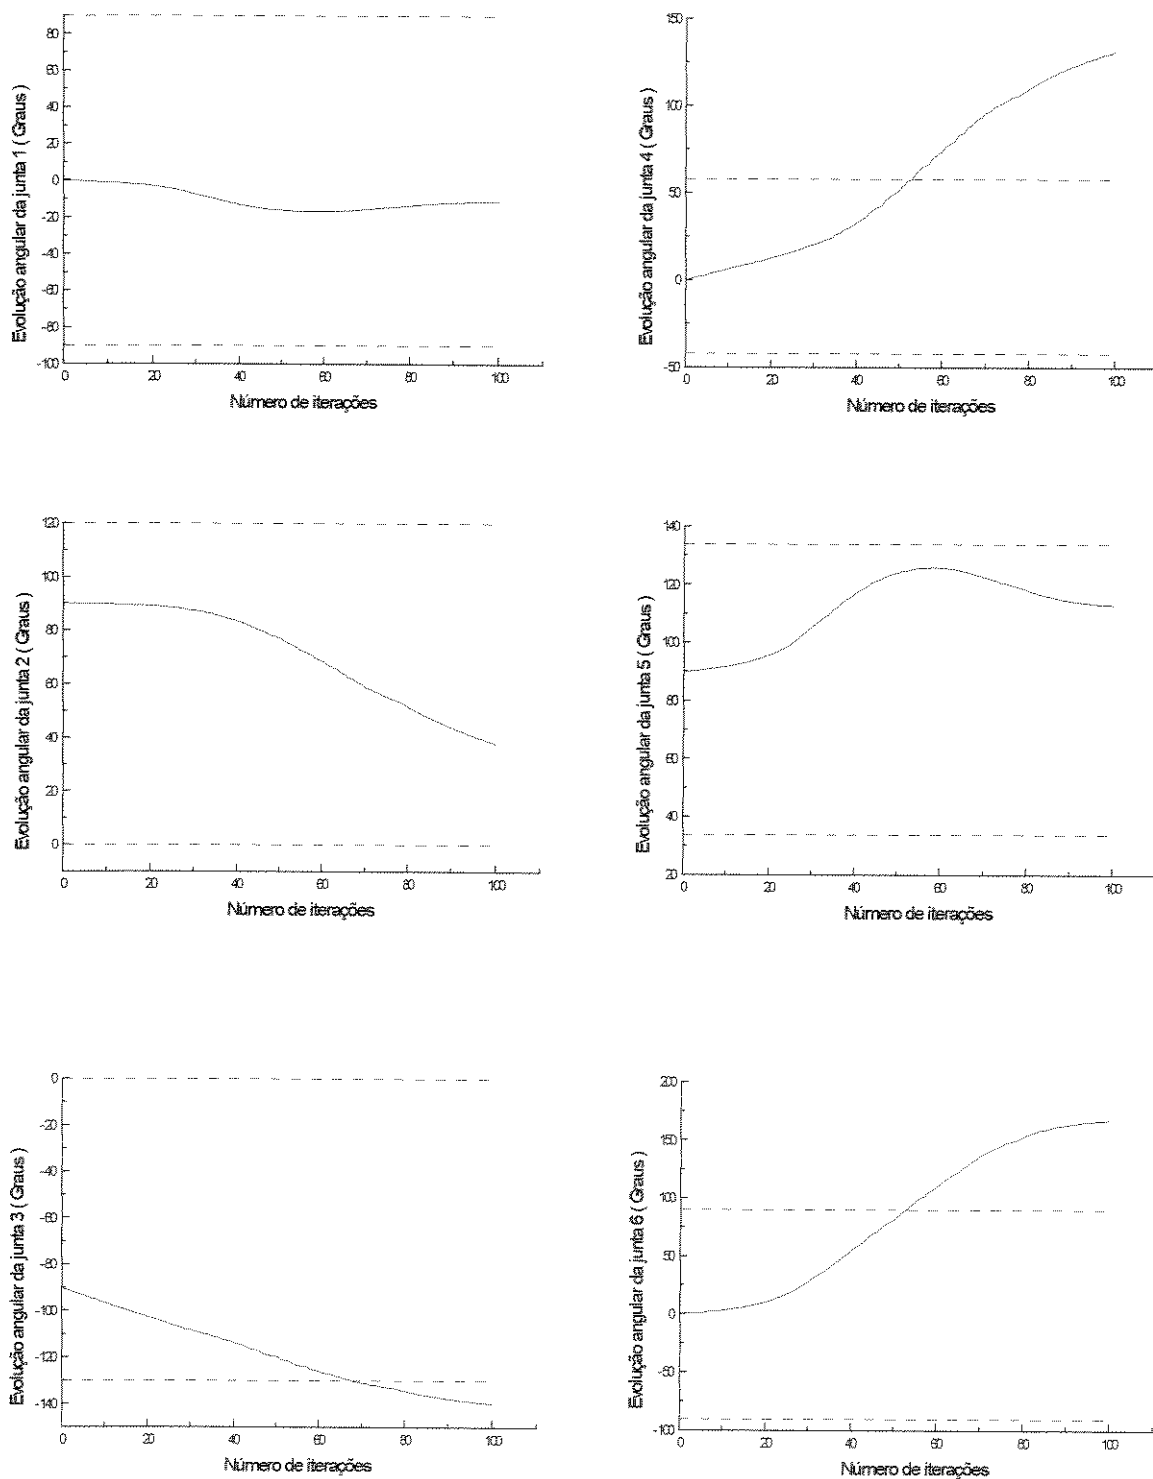 Evolução angular da junta 1 ( Graus )
80
60
40
20
0
-20
-40
-60
-80
-100
0 20 40 60 80 100
Número de iterações
Evolução angular da junta 4 ( Graus )
150
100
50
0
-50
0 20 40 60 80 100
Número de iterações
Evolução angular da junta 2 ( Graus )
120
100
80
60
40
20
0
0 20 40 60 80 100
Número de iterações
Evolução angular da junta 5 ( Graus )
140
120
100
80
60
40
20
0 20 40 60 80 100
Número de iterações
Evolução angular da junta 3 ( Graus )
0
-20
-40
-60
-80
-100
-120
-140
0 20 40 60 80 100
Número de iterações
Evolução angular da junta 6 ( Graus )
200
150
100
50
0
-50
-100
0 20 40 60 80 100
Número de iterações